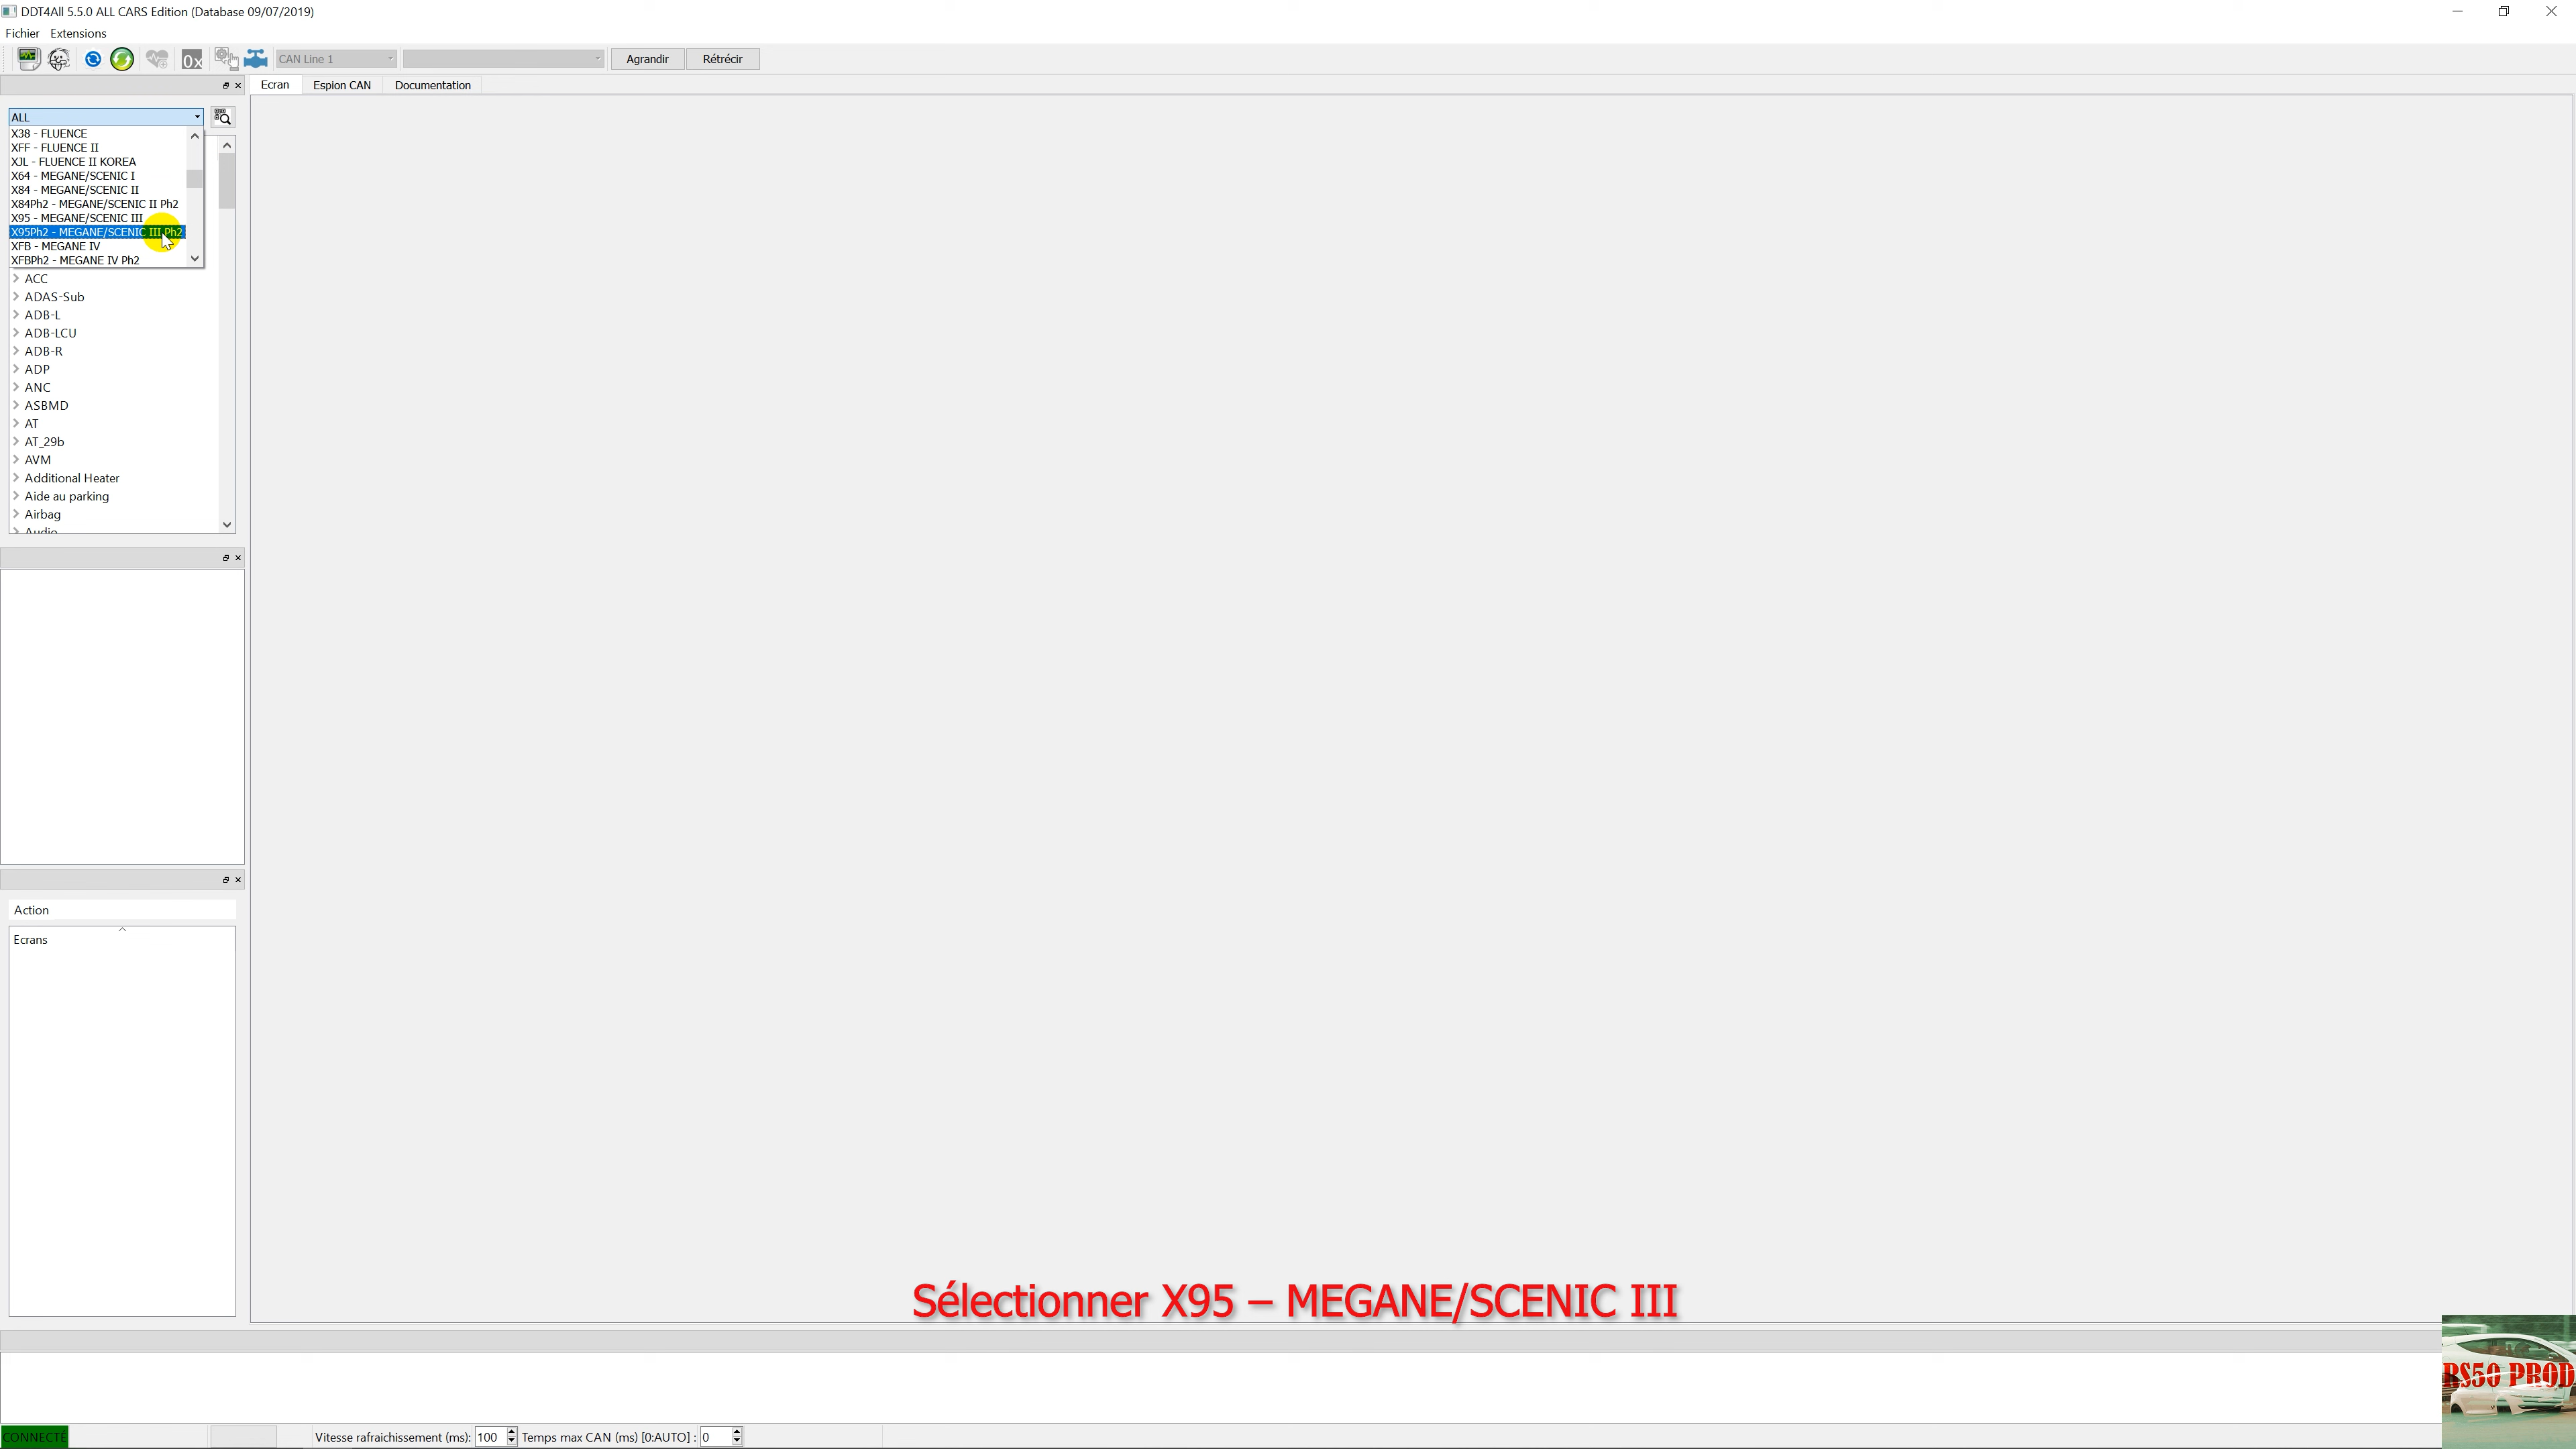 DDT4All 5.5.0 ALL CARS Edition (Database 09/07/2019)
Fichier Extensions
0x CAN Line 1 Agrandir Rétrécir
Ecran Espion CAN Documentation
ALL
X38 - FLUENCE
XFF - FLUENCE II
XJL - FLUENCE II KOREA
X64 - MEGANE/SCENIC I
X84 - MEGANE/SCENIC II
X84Ph2 - MEGANE/SCENIC II Ph2
X95 - MEGANE/SCENIC III
X95Ph2 - MEGANE/SCENIC III Ph2
XFB - MEGANE IV
XFBPh2 - MEGANE IV Ph2
ACC
ADAS-Sub
ADB-L
ADB-LCU
ADB-R
ADP
ANC
ASBMD
AT
AT_29b
AVM
Additional Heater
Aide au parking
Airbag
Audio
Action
Ecrans
Sélectionner X95 – MEGANE/SCENIC III
RS50 PROD
CONNECTÉ Vitesse rafraichissement (ms): 100 Temps max CAN (ms) [0:AUTO] : 0